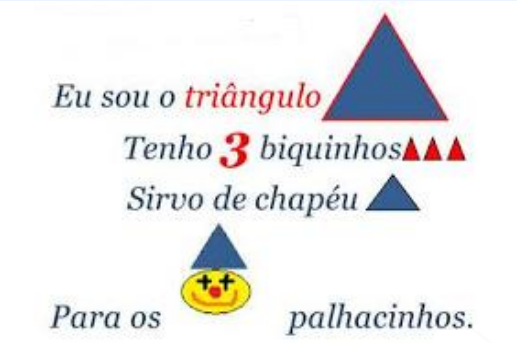 Eu sou o triângulo
Tenho 3 biquinhos
Sirvo de chapéu
Para os palhacinhos.